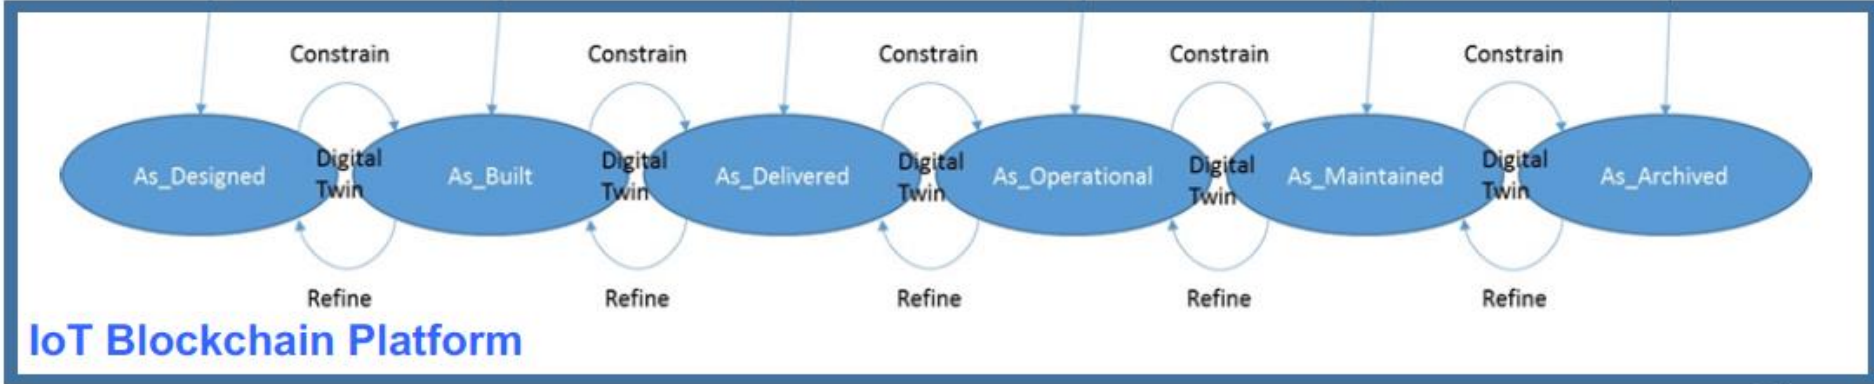 Constrain Constrain Constrain Constrain Constrain
As_Designed Digital Twin As_Built Digital Twin As_Delivered Digital Twin As_Operational Digital Twin As_Maintained Digital Twin As_Archived
Refine Refine Refine Refine Refine
IoT Blockchain Platform